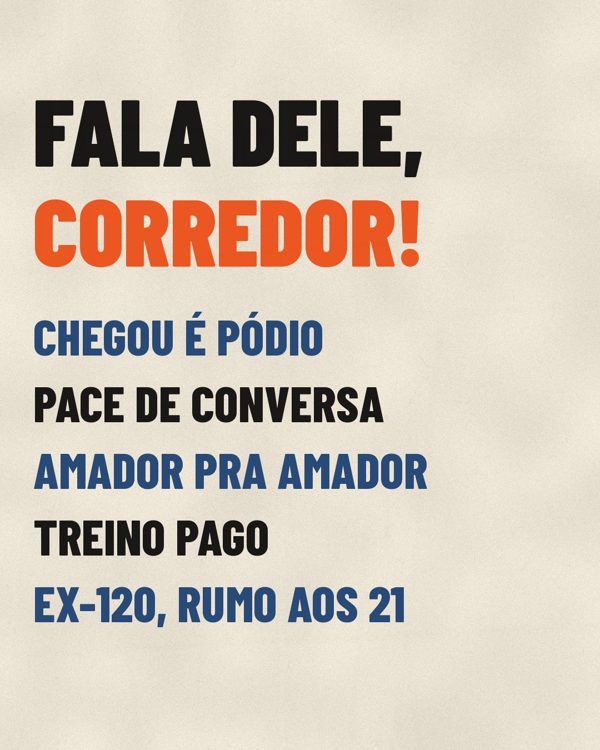 FALA DELE,
CORREDOR!
CHEGOU É PÓDIO
PACE DE CONVERSA
AMADOR PRA AMADOR
TREINO PAGO
EX-120, RUMO AOS 21